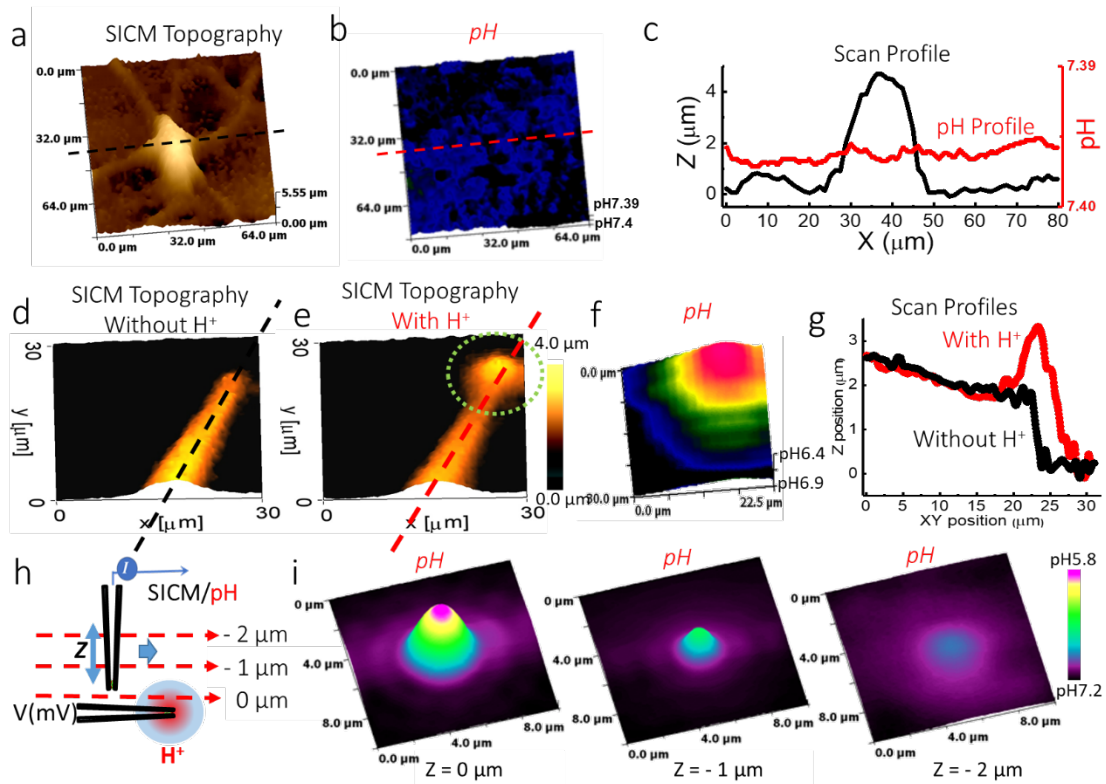 a
SICM Topography
0.0 µm
32.0 µm
64.0 µm
0.0 µm
32.0 µm
64.0 µm
5.55 µm
0.00 µm
b
pH
0.0 µm
32.0 µm
64.0 µm
0.0 µm
32.0 µm
64.0 µm
pH7.39
pH7.4
c
Scan Profile
pH Profile
Z (µm)
4
2
0
0 10 20 30 40 50 60 70 80
X (µm)
7.39
pH
7.40
d
SICM Topography
Without H⁺
30
y [µm]
0
0
x [µm]
30
e
SICM Topography
With H⁺
30
y [µm]
0
0
x [µm]
30
4.0 µm
0.0 µm
f
pH
0.0 µm
30.0 µm
0.0 µm
22.5 µm
pH6.4
pH6.9
g
Scan Profiles
With H⁺
Without H⁺
Z position (µm)
3
2
1
0
0 5 10 15 20 25 30
XY position (µm)
h
I
SICM/pH
Z
- 2 µm
- 1 µm
0 µm
V(mV)
H⁺
i
pH
0 µm
4.0 µm
8.0 µm
4.0 µm
8.0 µm
Z = 0 µm
pH
0 µm
4.0 µm
8.0 µm
4.0 µm
8.0 µm
Z = - 1 µm
pH
0 µm
4.0 µm
8.0 µm
4.0 µm
8.0 µm
Z = - 2 µm
pH5.8
pH7.2